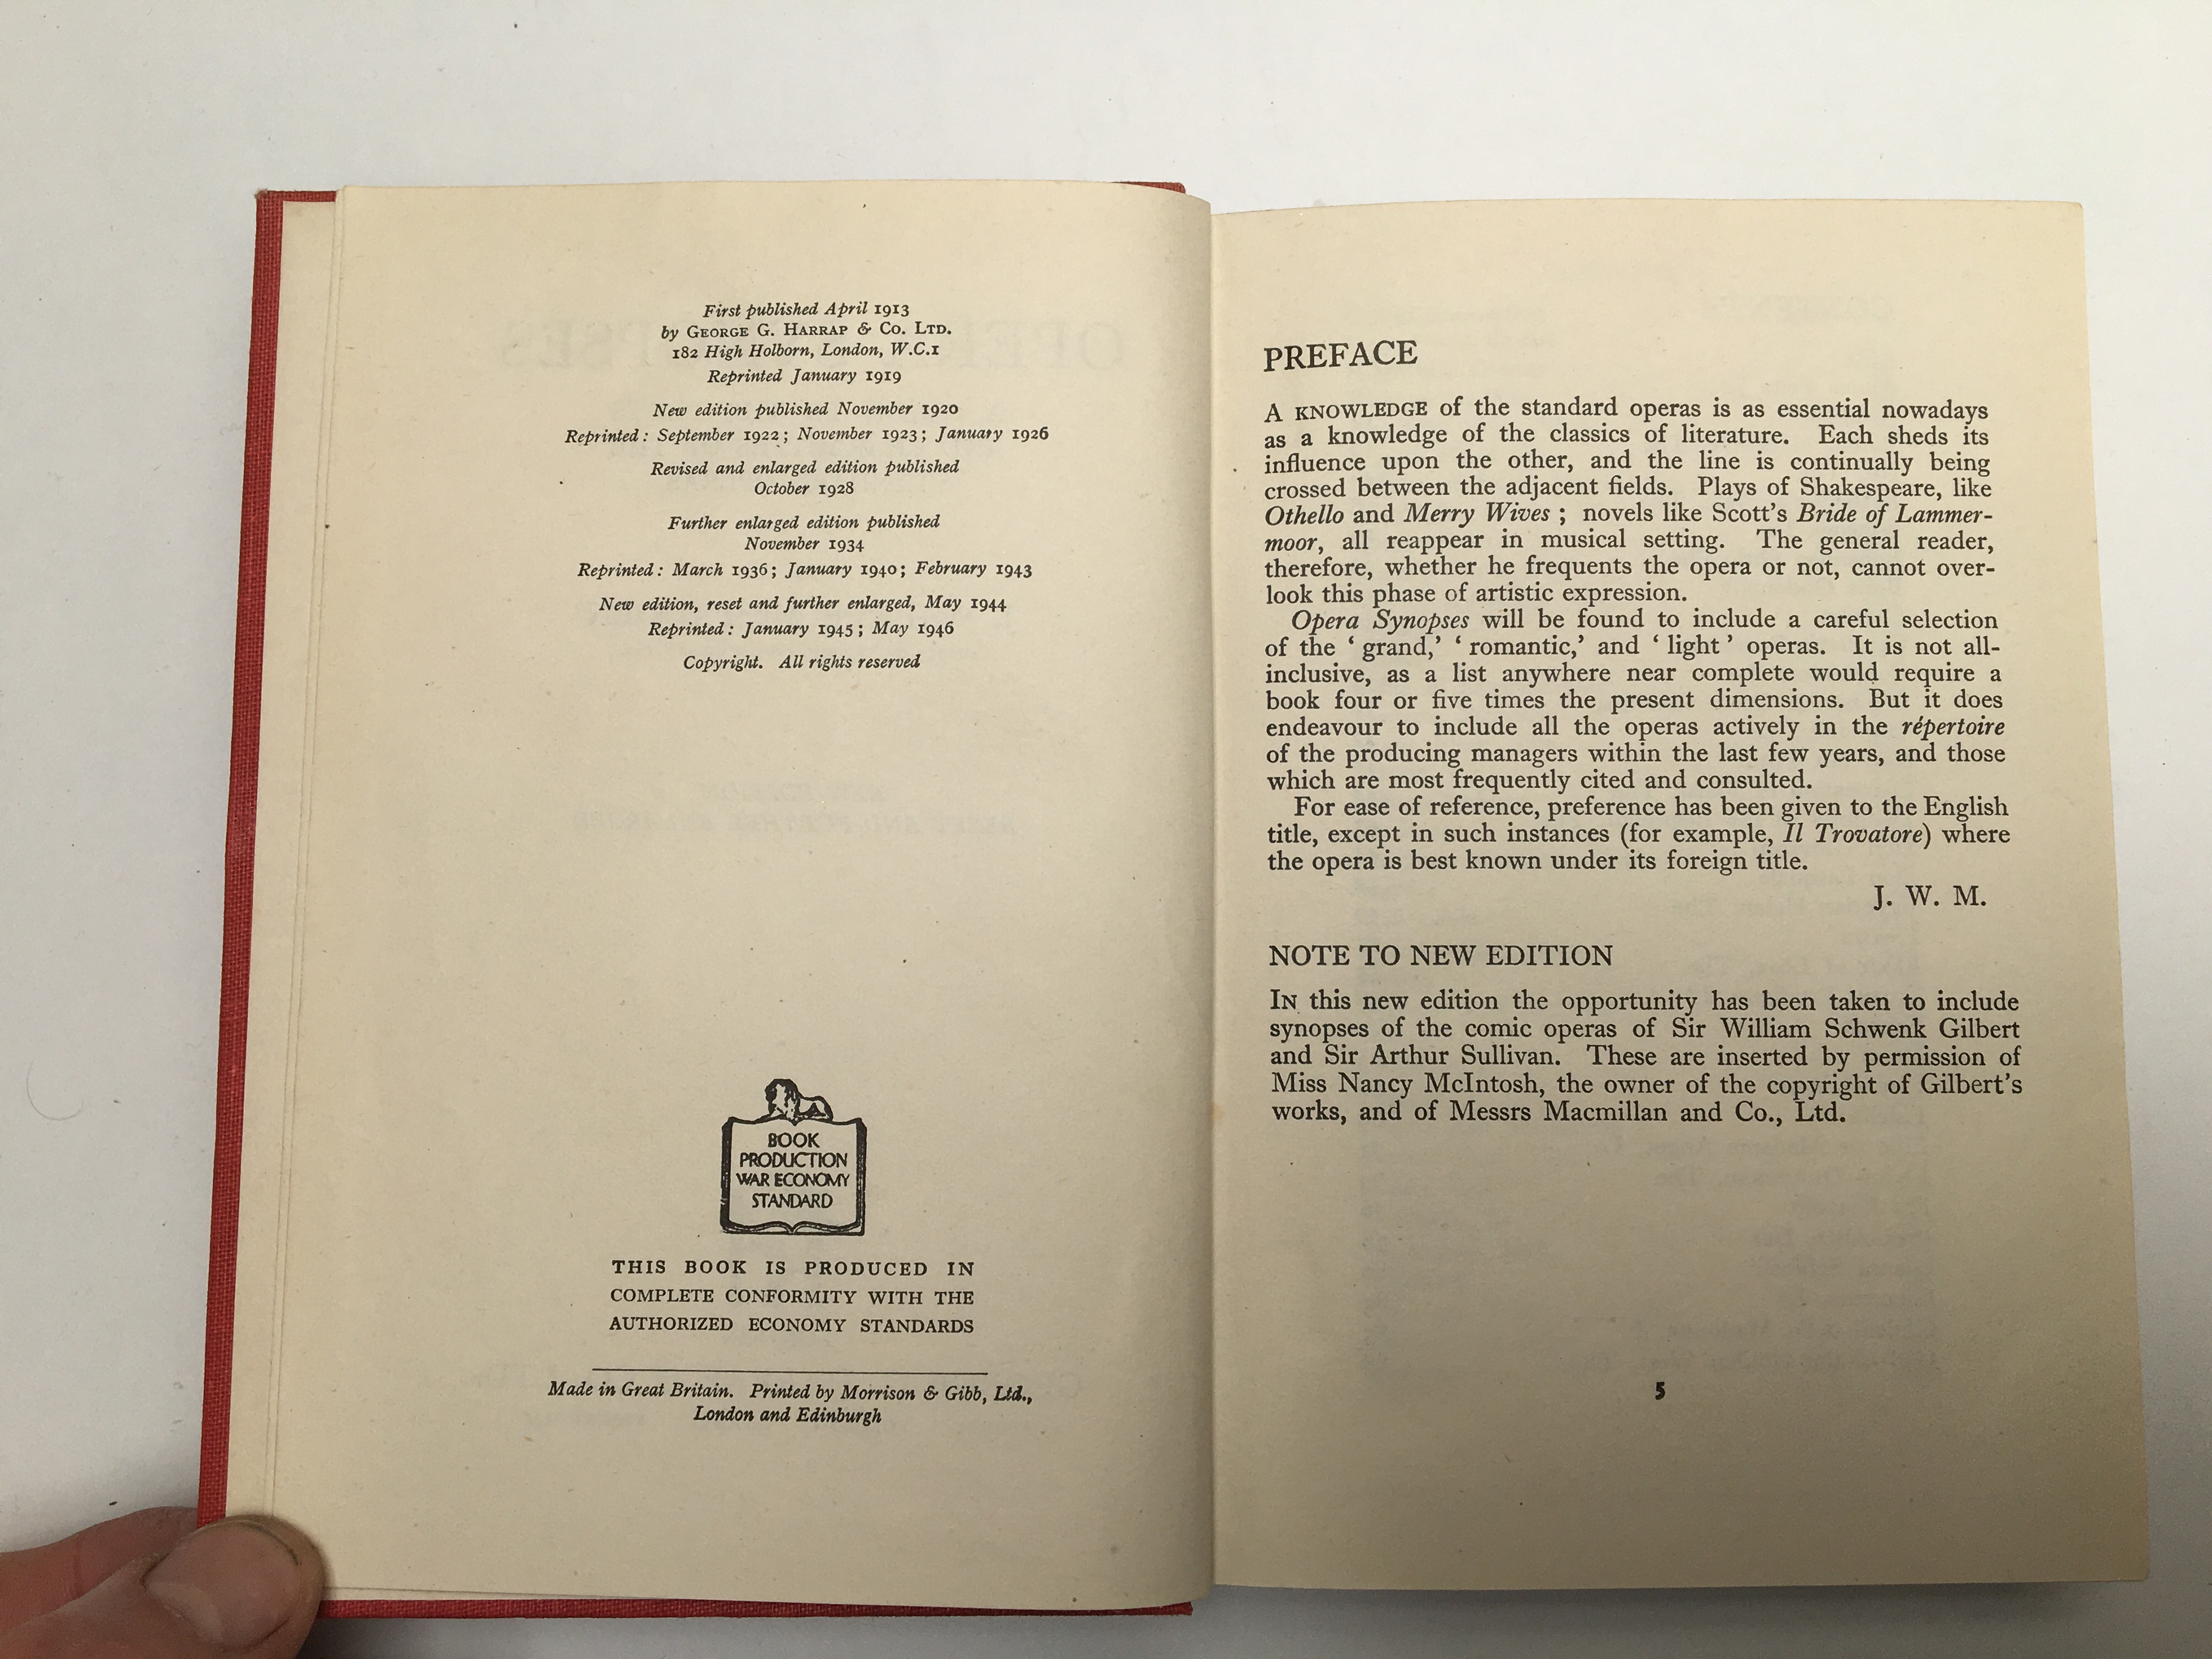 First published April 1913
by GEORGE G. HARRAP & CO. LTD.
182 High Holborn, London, W.C.1
Reprinted January 1919
New edition published November 1920
Reprinted: September 1922; November 1923; January 1926
Revised and enlarged edition published
October 1928
Further enlarged edition published
November 1934
Reprinted: March 1936; January 1940; February 1943
New edition, reset and further enlarged, May 1944
Reprinted: January 1945; May 1946
Copyright. All rights reserved
BOOK
PRODUCTION
WAR ECONOMY
STANDARD
THIS BOOK IS PRODUCED IN
COMPLETE CONFORMITY WITH THE
AUTHORIZED ECONOMY STANDARDS
Made in Great Britain. Printed by Morrison & Gibb, Ltd.,
London and Edinburgh
PREFACE
A KNOWLEDGE of the standard operas is as essential nowadays
as a knowledge of the classics of literature. Each sheds its
influence upon the other, and the line is continually being
crossed between the adjacent fields. Plays of Shakespeare, like
Othello and Merry Wives ; novels like Scott's Bride of Lammer-
moor, all reappear in musical setting. The general reader,
therefore, whether he frequents the opera or not, cannot over-
look this phase of artistic expression.
Opera Synopses will be found to include a careful selection
of the ‘ grand,’ ‘ romantic,’ and ‘ light ’ operas. It is not all-
inclusive, as a list anywhere near complete would require a
book four or five times the present dimensions. But it does
endeavour to include all the operas actively in the répertoire
of the producing managers within the last few years, and those
which are most frequently cited and consulted.
For ease of reference, preference has been given to the English
title, except in such instances (for example, Il Trovatore) where
the opera is best known under its foreign title.
J. W. M.
NOTE TO NEW EDITION
IN this new edition the opportunity has been taken to include
synopses of the comic operas of Sir William Schwenk Gilbert
and Sir Arthur Sullivan. These are inserted by permission of
Miss Nancy McIntosh, the owner of the copyright of Gilbert's
works, and of Messrs Macmillan and Co., Ltd.
5